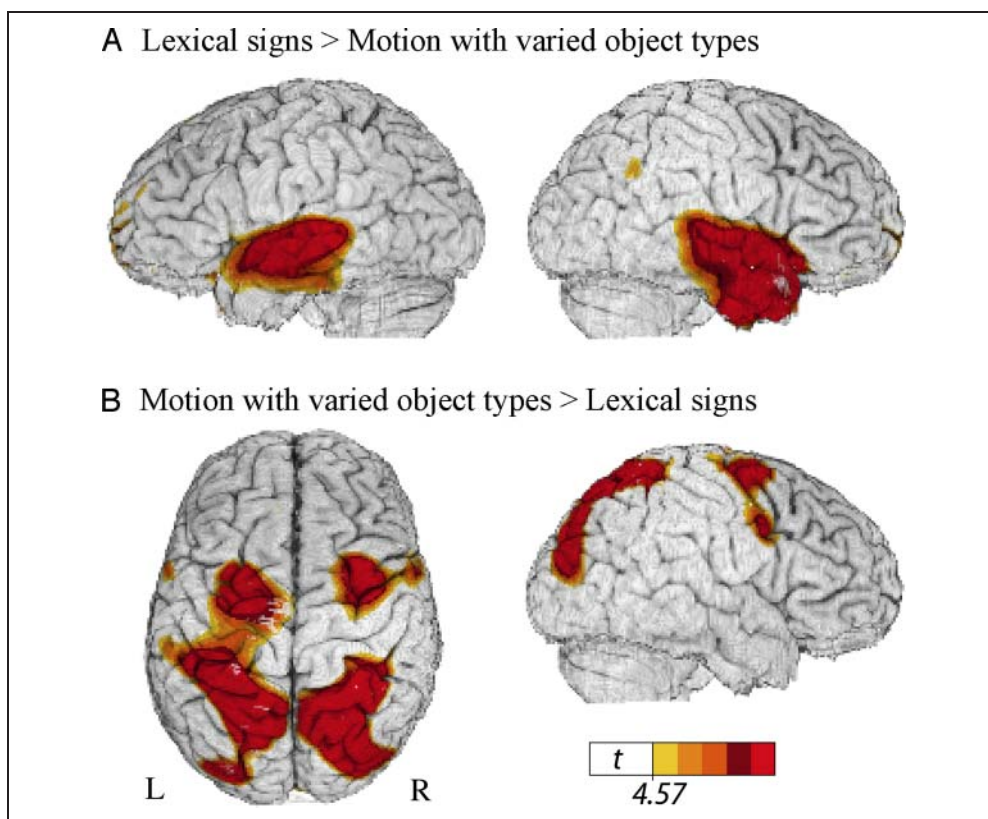 A Lexical signs > Motion with varied object types
B Motion with varied object types > Lexical signs
L R
t
4.57